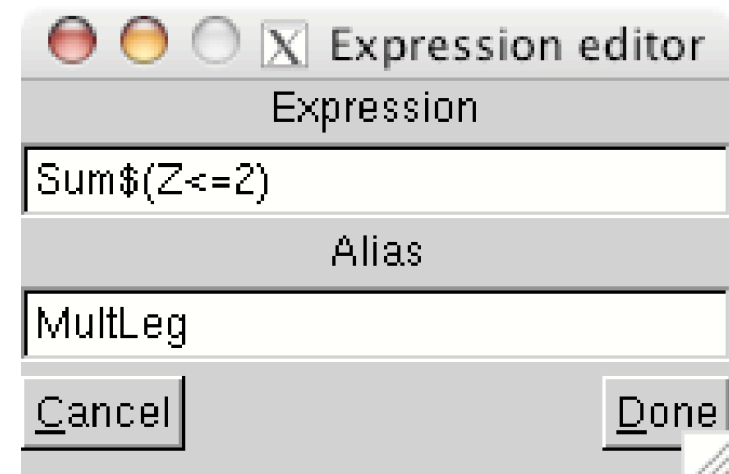 X Expression editor
Expression
Sum$(Z<=2)
Alias
MultLeg
Cancel Done